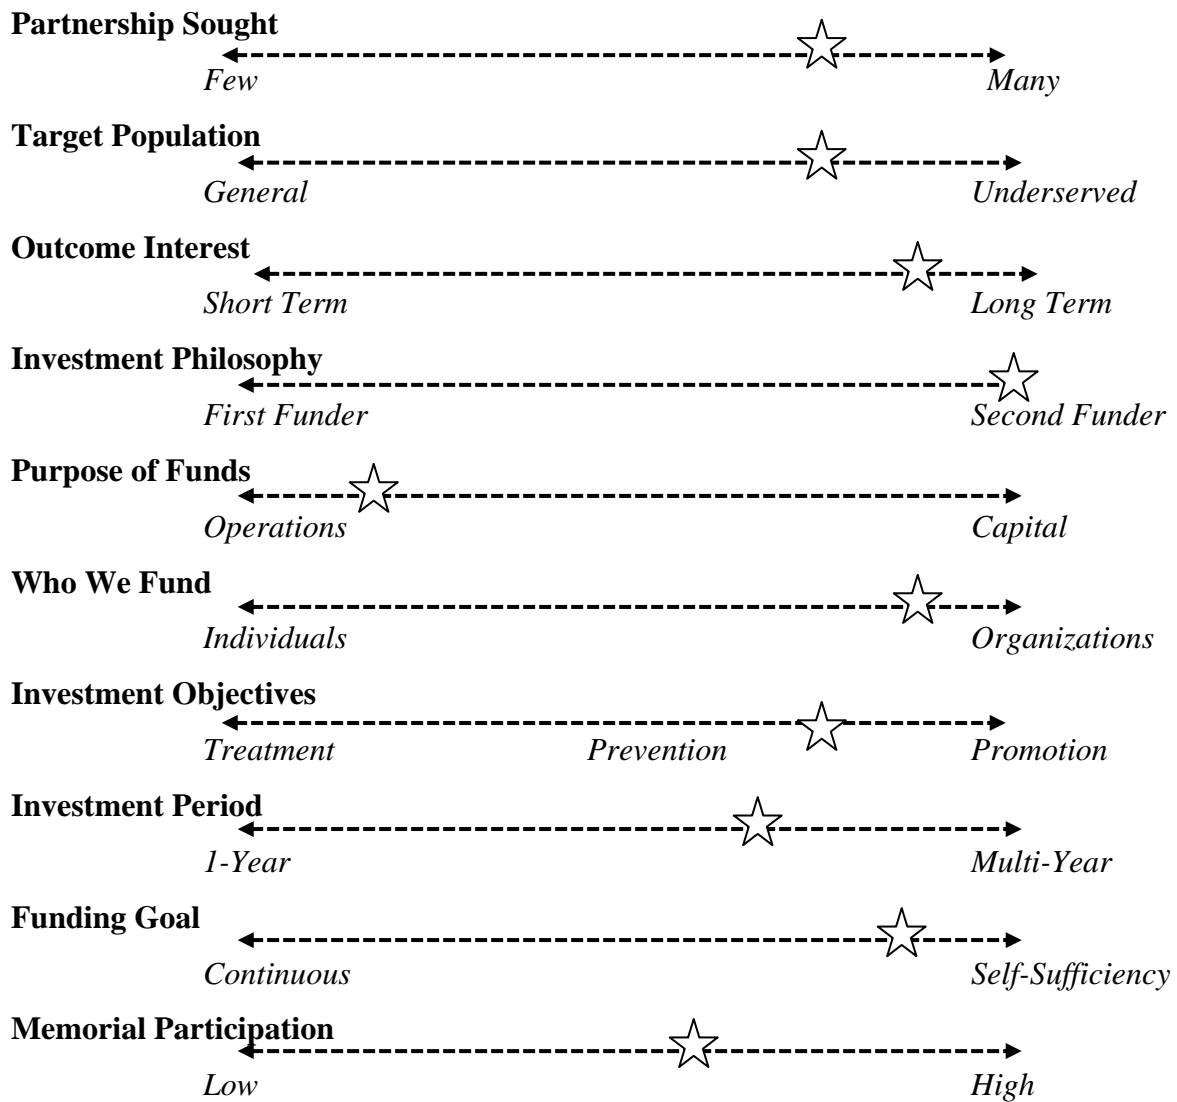 Partnership Sought
Few Many
Target Population
General Underserved
Outcome Interest
Short Term Long Term
Investment Philosophy
First Funder Second Funder
Purpose of Funds
Operations Capital
Who We Fund
Individuals Organizations
Investment Objectives
Treatment Prevention Promotion
Investment Period
1-Year Multi-Year
Funding Goal
Continuous Self-Sufficiency
Memorial Participation
Low High